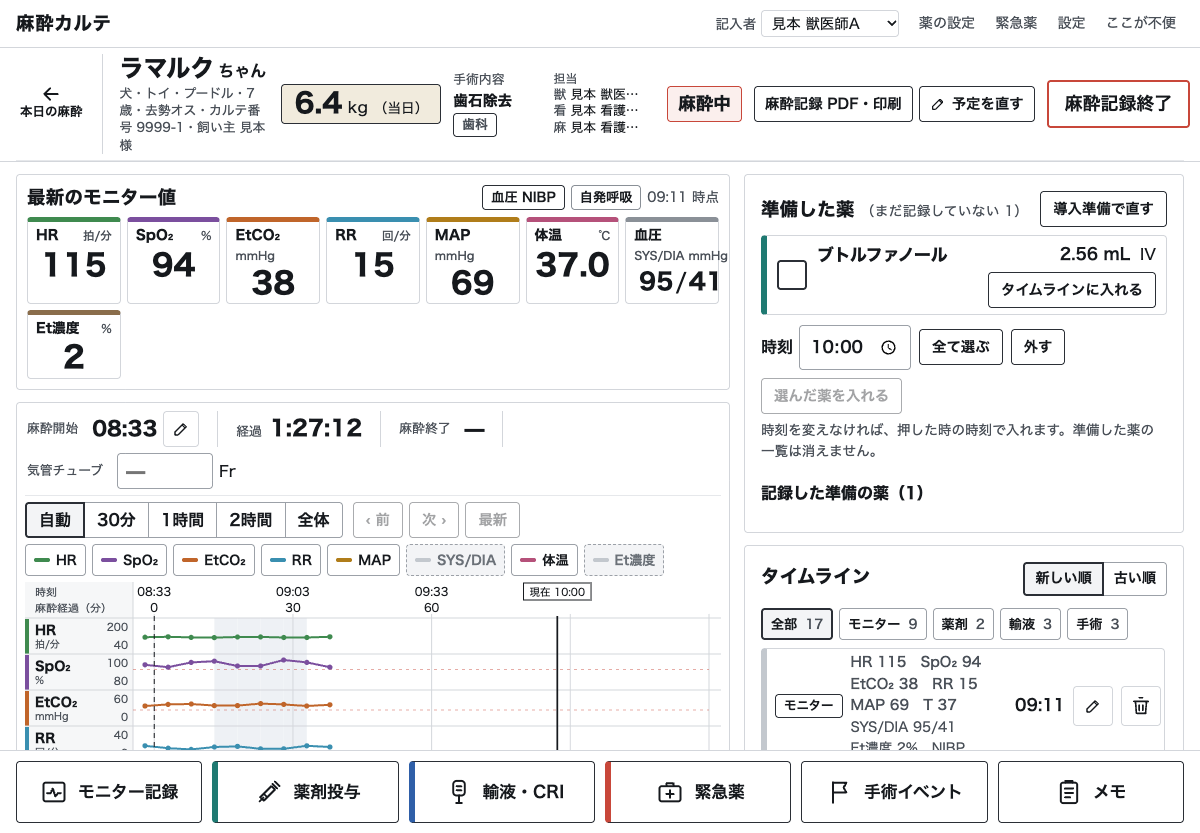 麻酔カルテ
記入者 見本 獣医師A 薬の設定 緊急薬 設定 ここが不便
← 本日の麻酔
ラマルク ちゃん
犬・トイ・プードル・7
歳・去勢オス・カルテ番
号 9999-1・飼い主 見本
様
6.4 kg （当日）
手術内容
歯石除去
歯科
担当
獣 見本 獣医…
看 見本 看護…
麻 見本 看護…
麻酔中
麻酔記録 PDF・印刷
予定を直す
麻酔記録終了
最新のモニター値
血圧 NIBP 自発呼吸 09:11 時点
HR 拍/分
115
SpO₂ %
94
EtCO₂
mmHg
38
RR 回/分
15
MAP
mmHg
69
体温 ℃
37.0
血圧
SYS/DIA mmHg
95/41
Et濃度 %
2
麻酔開始 08:33 経過 1:27:12 麻酔終了 —
気管チューブ — Fr
自動 30分 1時間 2時間 全体 ‹ 前 次 › 最新
HR SpO₂ EtCO₂ RR MAP SYS/DIA 体温 Et濃度
時刻 08:33 09:03 09:33 現在 10:00
麻酔経過（分） 0 30 60
HR 200
拍/分 40
SpO₂ 100
% 80
EtCO₂ 60
mmHg 0
RR 40
準備した薬 （まだ記録していない 1） 導入準備で直す
ブトルファノール 2.56 mL IV
タイムラインに入れる
時刻 10:00 全て選ぶ 外す
選んだ薬を入れる
時刻を変えなければ、押した時の時刻で入れます。準備した薬の
一覧は消えません。
記録した準備の薬（1）
タイムライン 新しい順 古い順
全部 17 モニター 9 薬剤 2 輸液 3 手術 3
モニター
HR 115 SpO₂ 94
EtCO₂ 38 RR 15
MAP 69 T 37
SYS/DIA 95/41
Et濃度 2% NIBP
09:11
モニター記録 薬剤投与 輸液・CRI 緊急薬 手術イベント メモ